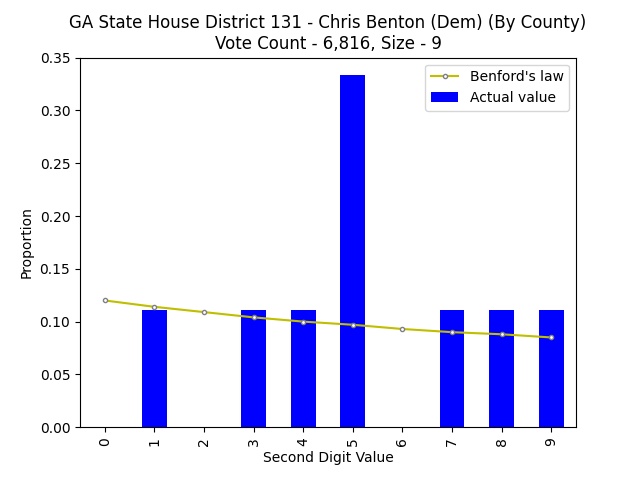 GA State House District 131 - Chris Benton (Dem) (By County)
Vote Count - 6,816, Size - 9
0.35
0.30
0.25
0.20
0.15
0.10
0.05
0.00
Proportion
Benford's law
Actual value
0 1 2 3 4 5 6 7 8 9
Second Digit Value